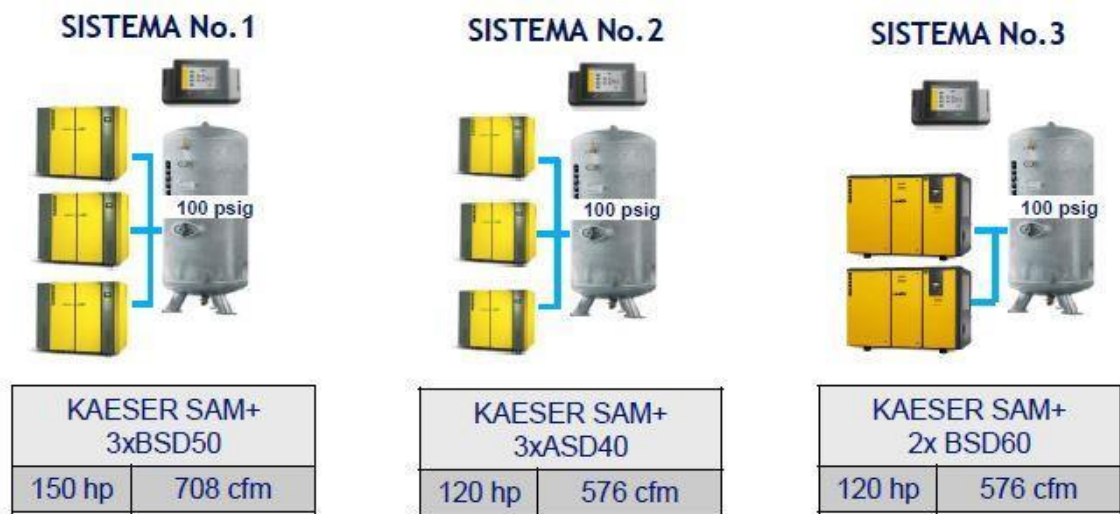 SISTEMA No.1
100 psig
KAESER SAM+
3xBSD50
150 hp 708 cfm
SISTEMA No.2
100 psig
KAESER SAM+
3xASD40
120 hp 576 cfm
SISTEMA No.3
100 psig
KAESER SAM+
2x BSD60
120 hp 576 cfm